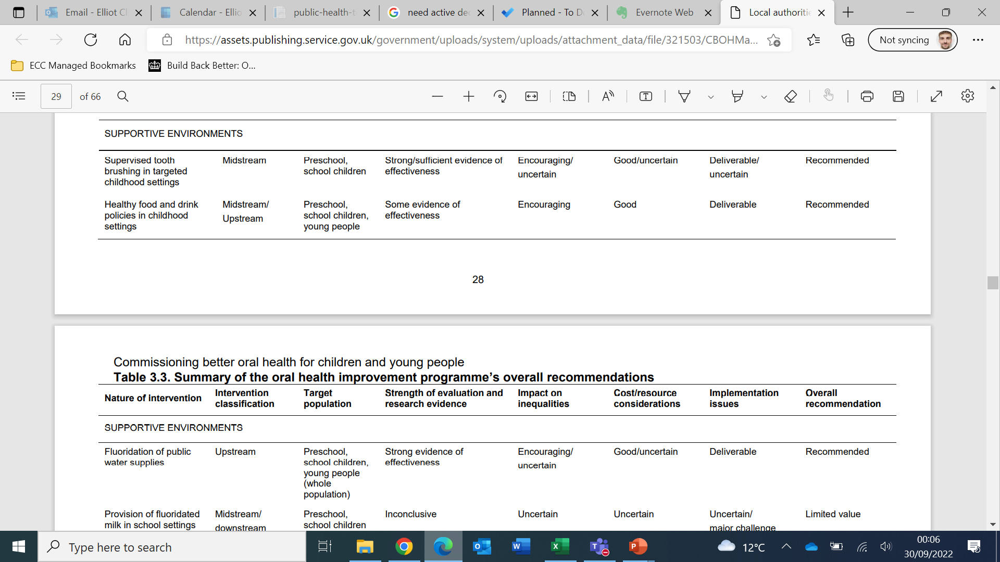 Email - Elliot Cl
Calendar - Ellio
public-health-t
need active dec
Planned - To D
Evernote Web
Local authoritie
https://assets.publishing.service.gov.uk/government/uploads/system/uploads/attachment_data/file/321503/CBOHMa...
Not syncing
ECC Managed Bookmarks
Build Back Better: O...
29 of 66
SUPPORTIVE ENVIRONMENTS
Supervised tooth brushing in targeted childhood settings
Midstream
Preschool, school children
Strong/sufficient evidence of effectiveness
Encouraging/ uncertain
Good/uncertain
Deliverable/ uncertain
Recommended
Healthy food and drink policies in childhood settings
Midstream/ Upstream
Preschool, school children, young people
Some evidence of effectiveness
Encouraging
Good
Deliverable
Recommended
28
Commissioning better oral health for children and young people
Table 3.3. Summary of the oral health improvement programme’s overall recommendations
Nature of intervention
Intervention classification
Target population
Strength of evaluation and research evidence
Impact on inequalities
Cost/resource considerations
Implementation issues
Overall recommendation
SUPPORTIVE ENVIRONMENTS
Fluoridation of public water supplies
Upstream
Preschool, school children, young people (whole population)
Strong evidence of effectiveness
Encouraging/ uncertain
Good/uncertain
Deliverable
Recommended
Provision of fluoridated milk in school settings
Midstream/ downstream
Preschool, school children
Inconclusive
Uncertain
Uncertain
Uncertain/ major challenge
Limited value
Type here to search
12°C
00:06
30/09/2022